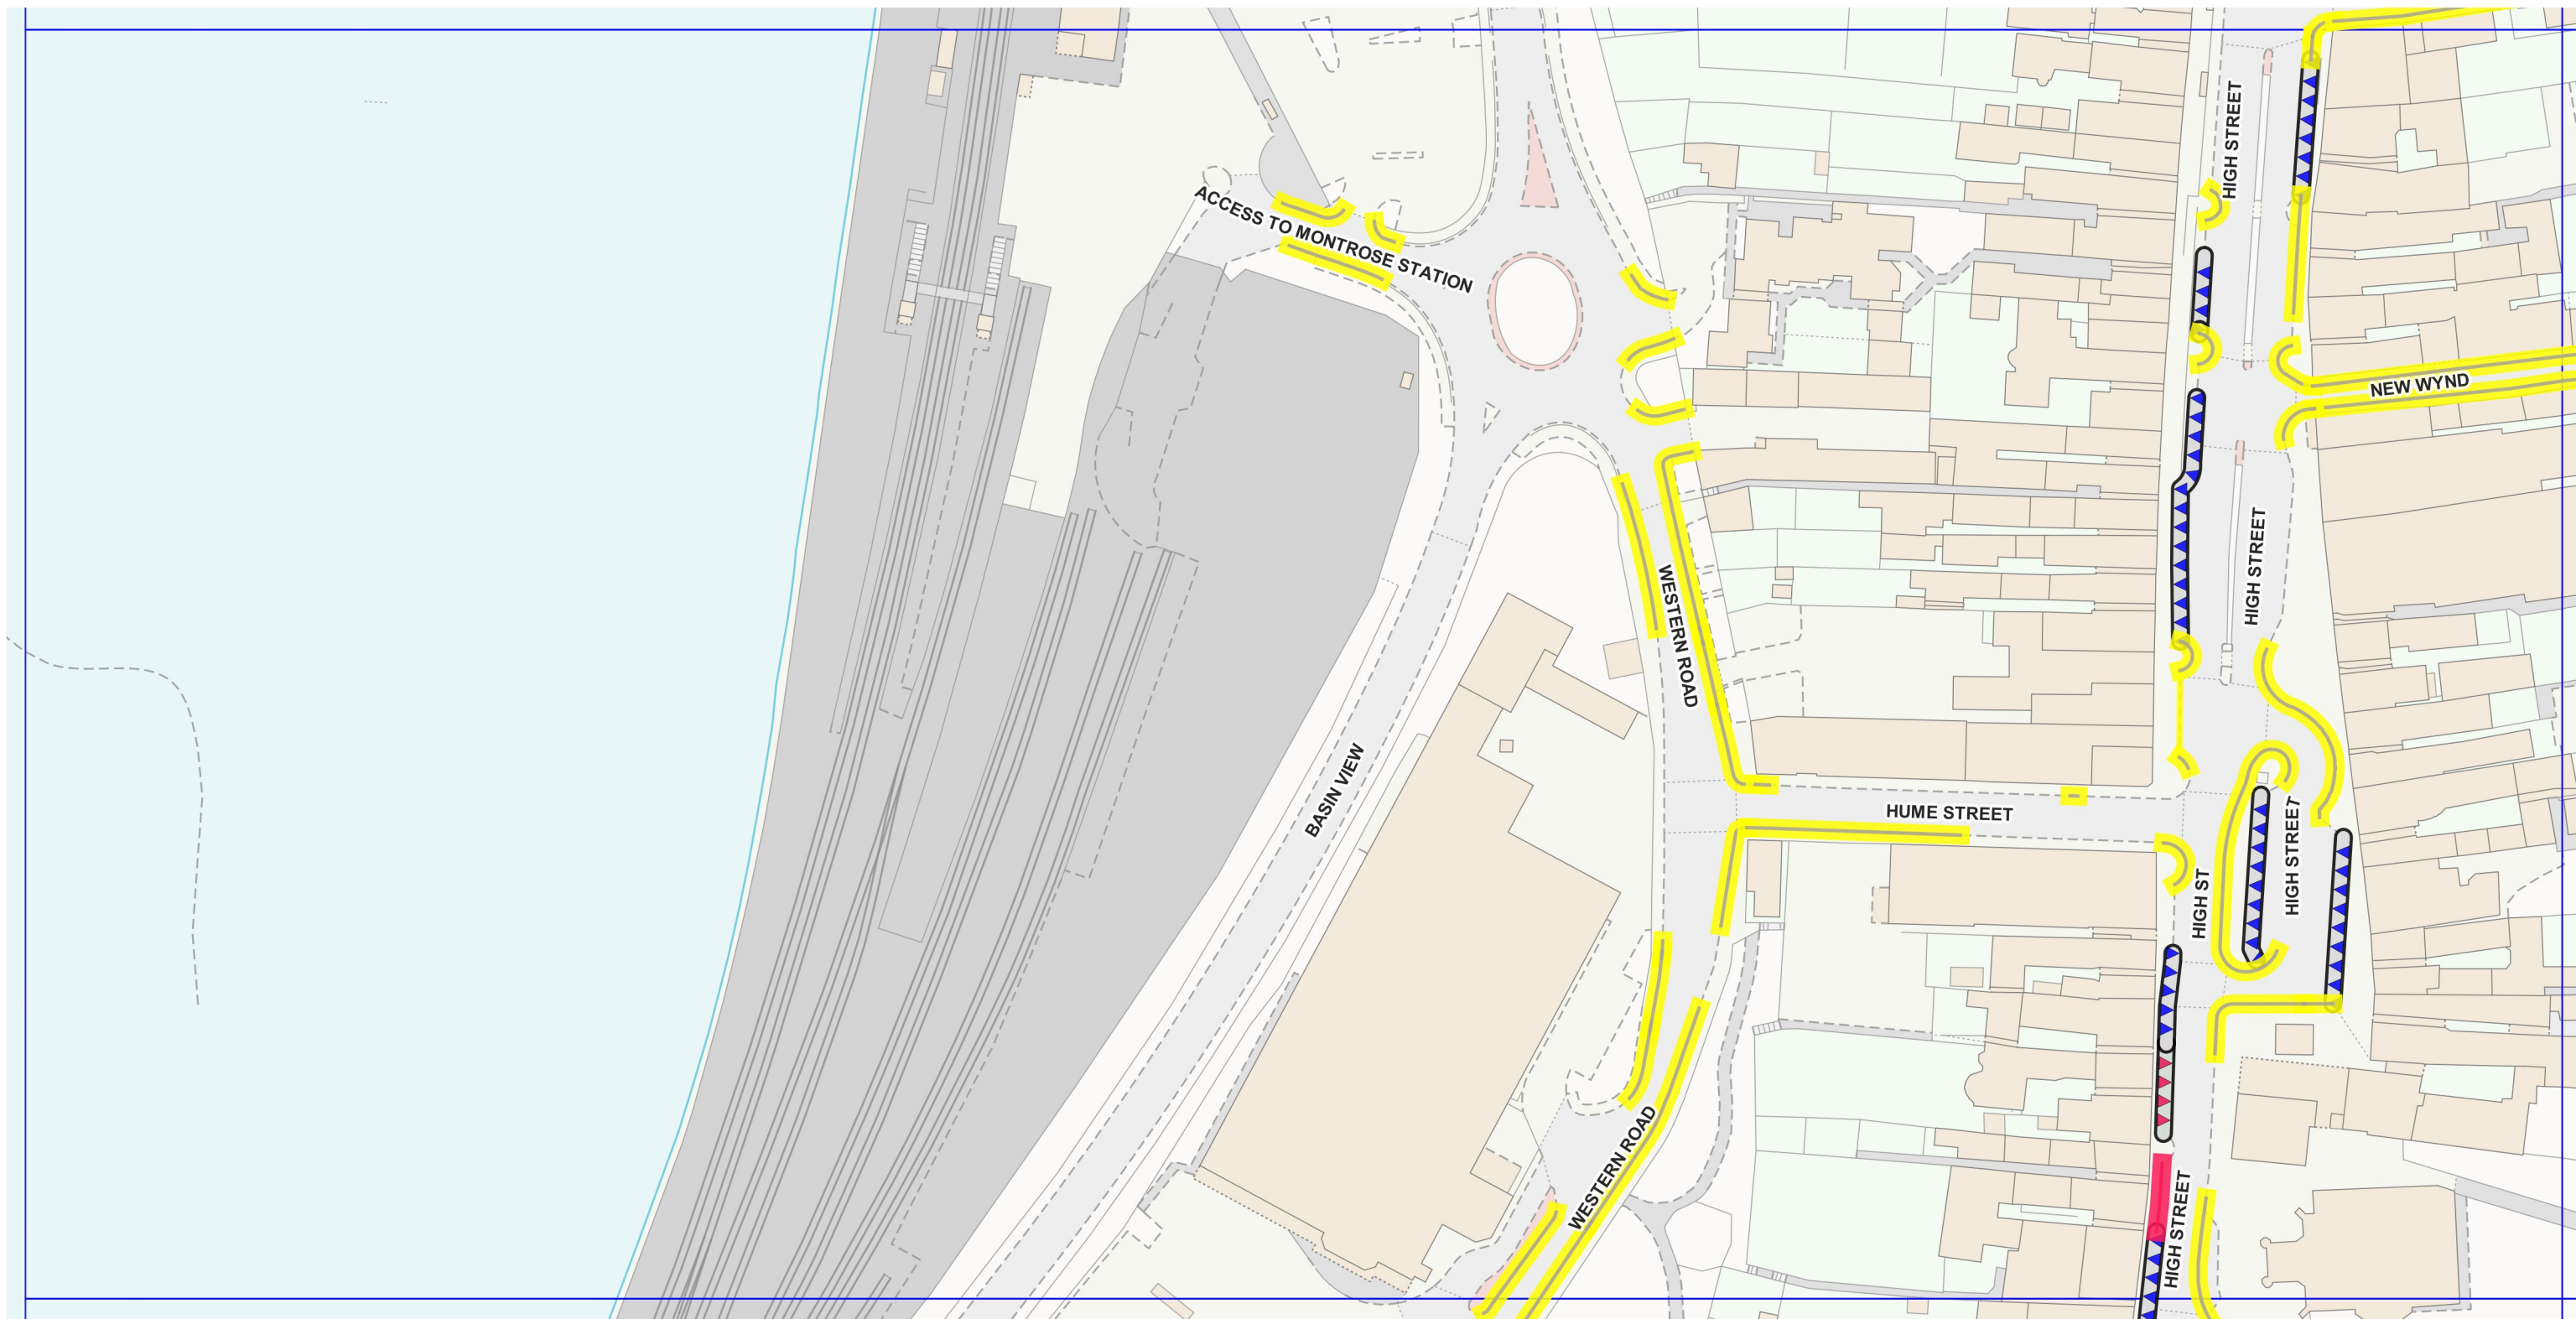 HIGH STREET
ACCESS TO MONTROSE STATION
NEW WYND
HIGH STREET
WESTERN ROAD
BASIN VIEW
HUME STREET
HIGH STREET
HIGH ST
WESTERN ROAD
HIGH STREET